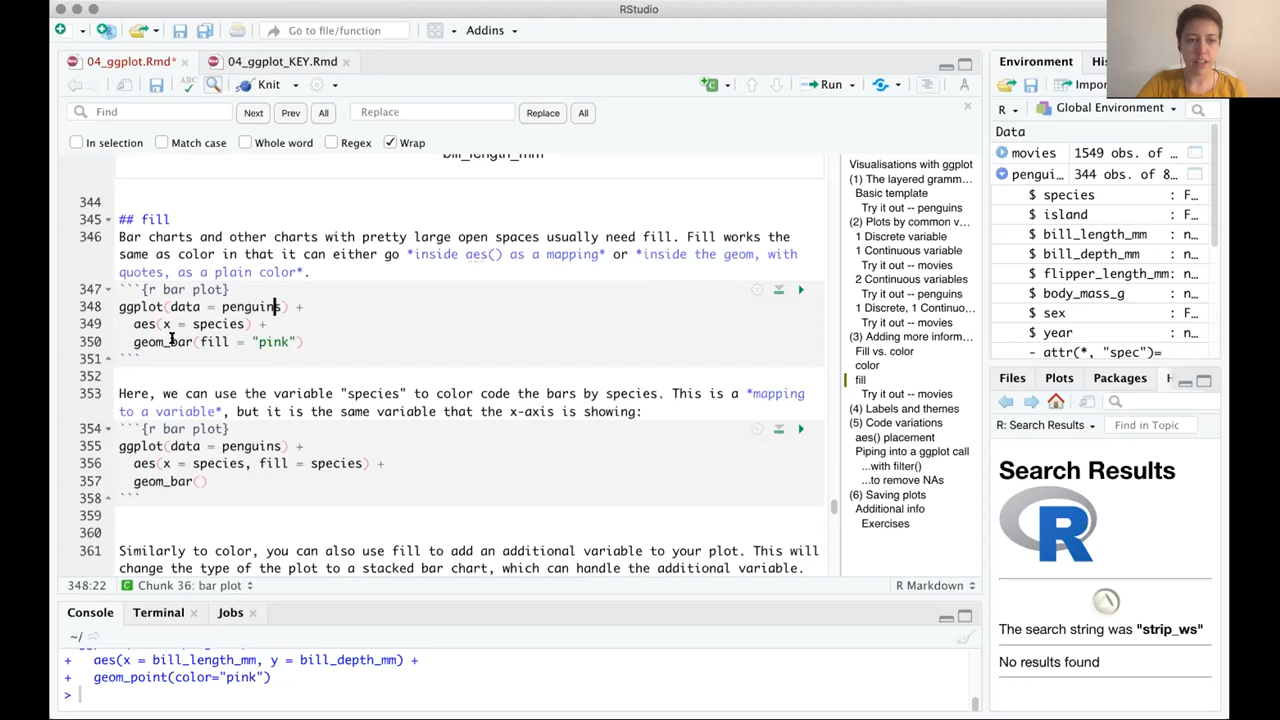 RStudio
Go to file/function
Addins
04_ggplot.Rmd*
04_ggplot_KEY.Rmd
ABC
Knit
Run
Find
Next
Prev
All
Replace
Replace
All
In selection
Match case
Whole word
Regex
Wrap
bill_length_mm
344
345 ## fill
346 Bar charts and other charts with pretty large open spaces usually need fill. Fill works the
same as color in that it can either go *inside aes() as a mapping* or *inside the geom, with
quotes, as a plain color*.
347 ```{r bar plot}
348 ggplot(data = penguins) +
349 aes(x = species) +
350 geom_bar(fill = "pink")
351 ```
352
353 Here, we can use the variable "species" to color code the bars by species. This is a *mapping
to a variable*, but it is the same variable that the x-axis is showing:
354 ```{r bar plot}
355 ggplot(data = penguins) +
356 aes(x = species, fill = species) +
357 geom_bar()
358 ```
359
360
361 Similarly to color, you can also use fill to add an additional variable to your plot. This will
change the type of the plot to a stacked bar chart, which can handle the additional variable.
348:22
Chunk 36: bar plot
R Markdown
Visualisations with ggplot
(1) The layered gramm...
Basic template
Try it out -- penguins
(2) Plots by common v...
1 Discrete variable
1 Continuous variable
Try it out -- movies
2 Continuous variables
Try it out -- penguins
1 Discrete, 1 Continuo...
Try it out -- movies
(3) Adding more inform...
Fill vs. color
color
fill
Try it out -- movies
(4) Labels and themes
(5) Code variations
aes() placement
Piping into a ggplot call
...with filter()
...to remove NAs
(6) Saving plots
Additional info
Exercises
Console
Terminal
Jobs
~/
+ aes(x = bill_length_mm, y = bill_depth_mm) +
+ geom_point(color="pink")
>
Environment
His
Impor
R
Global Environment
Data
movies 1549 obs. of …
pengui… 344 obs. of 8…
$ species : F…
$ island : F…
$ bill_length_mm : n…
$ bill_depth_mm : n…
$ flipper_length_mm: n…
$ body_mass_g : n…
$ sex : F…
$ year : n…
- attr(*, "spec")=
Files
Plots
Packages
H
R: Search Results
Find in Topic
Search Results
R
The search string was "strip_ws"
No results found